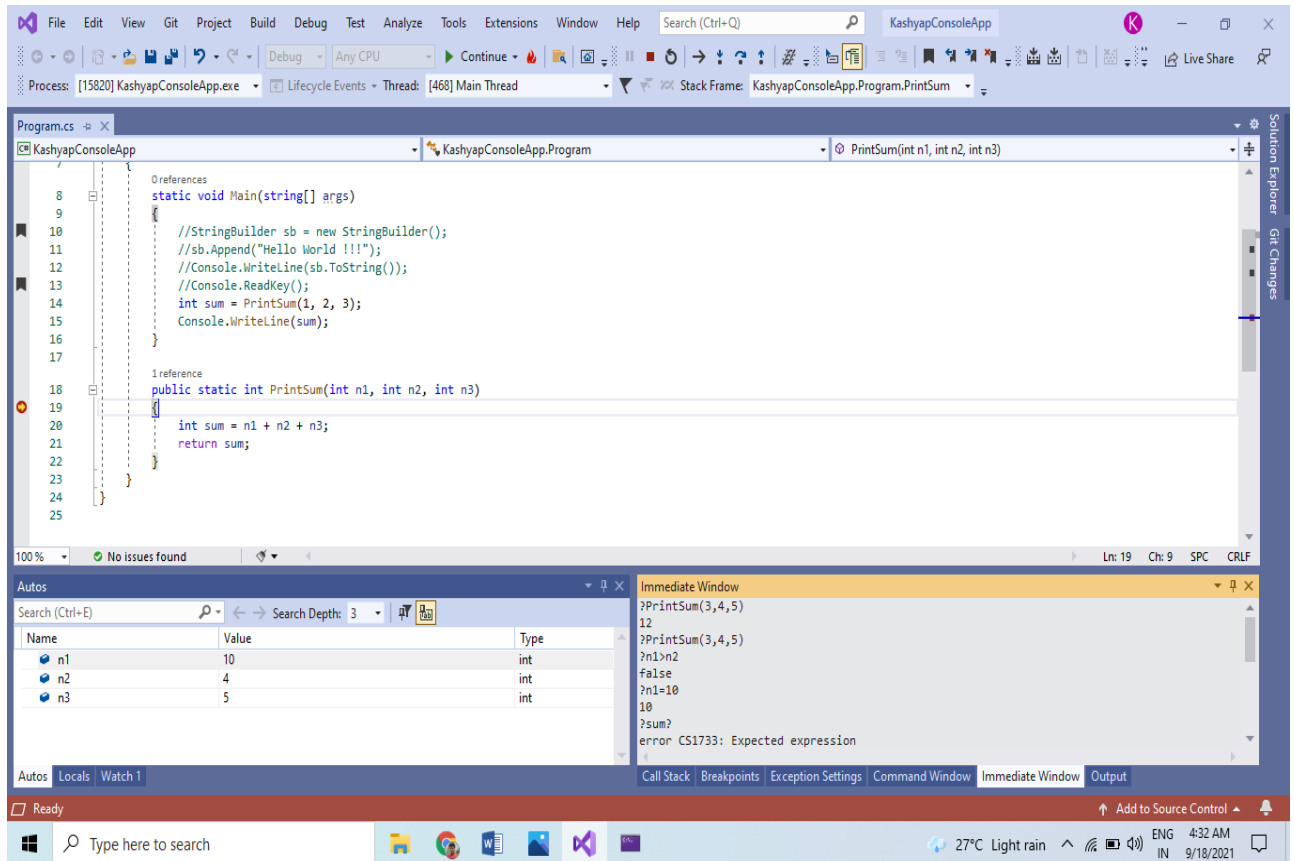 File Edit View Git Project Build Debug Test Analyze Tools Extensions Window Help Search (Ctrl+Q) KashyapConsoleApp K
Debug Any CPU Continue Live Share
Process: [15820] KashyapConsoleApp.exe Lifecycle Events Thread: [468] Main Thread Stack Frame: KashyapConsoleApp.Program.PrintSum
Program.cs
C# KashyapConsoleApp KashyapConsoleApp.Program PrintSum(int n1, int n2, int n3)
7 {
0 references
8 static void Main(string[] args)
9 {
10 //StringBuilder sb = new StringBuilder();
11 //sb.Append("Hello World !!!");
12 //Console.WriteLine(sb.ToString());
13 //Console.ReadKey();
14 int sum = PrintSum(1, 2, 3);
15 Console.WriteLine(sum);
16 }
17
1 reference
18 public static int PrintSum(int n1, int n2, int n3)
19 {
20 int sum = n1 + n2 + n3;
21 return sum;
22 }
23 }
24 }
25
Solution Explorer
Git Changes
100 % No issues found Ln: 19 Ch: 9 SPC CRLF
Autos
Search (Ctrl+E) Search Depth: 3
Name Value Type
n1 10 int
n2 4 int
n3 5 int
Autos Locals Watch 1
Immediate Window
?PrintSum(3,4,5)
12
?PrintSum(3,4,5)
?n1>n2
false
?n1=10
10
?sum?
error CS1733: Expected expression
Call Stack Breakpoints Exception Settings Command Window Immediate Window Output
Ready Add to Source Control
Type here to search 27°C Light rain ENG 4:32 AM
IN 9/18/2021